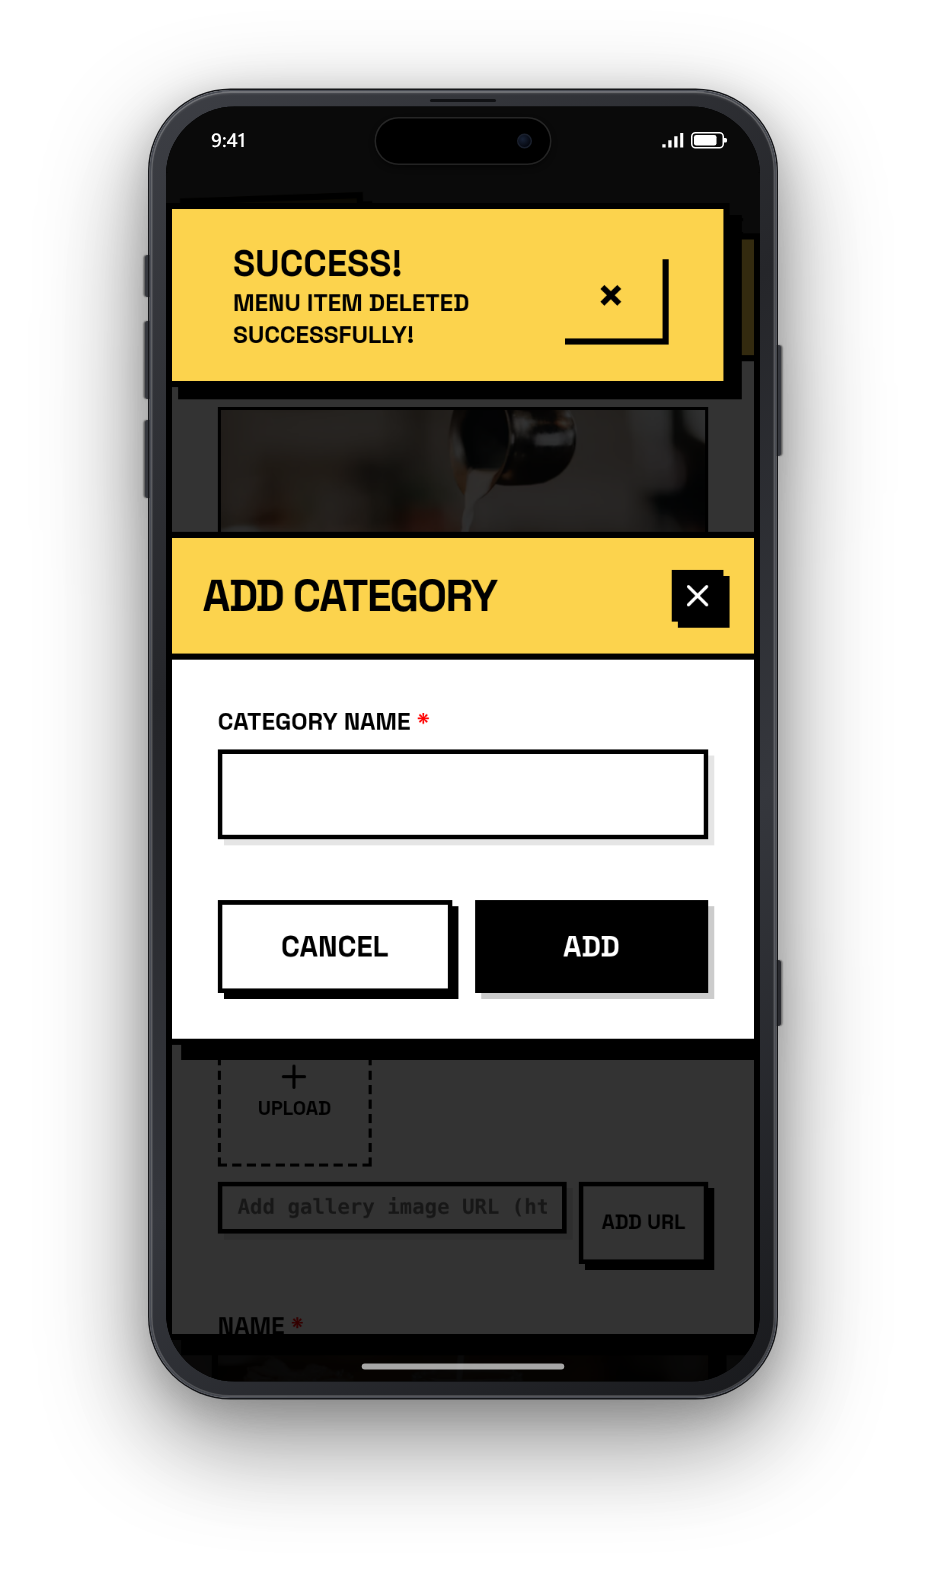 9:41
SUCCESS!
MENU ITEM DELETED
SUCCESSFULLY!
ADD CATEGORY
CATEGORY NAME *
CANCEL
ADD
UPLOAD
Add gallery image URL (ht
ADD URL
NAME *